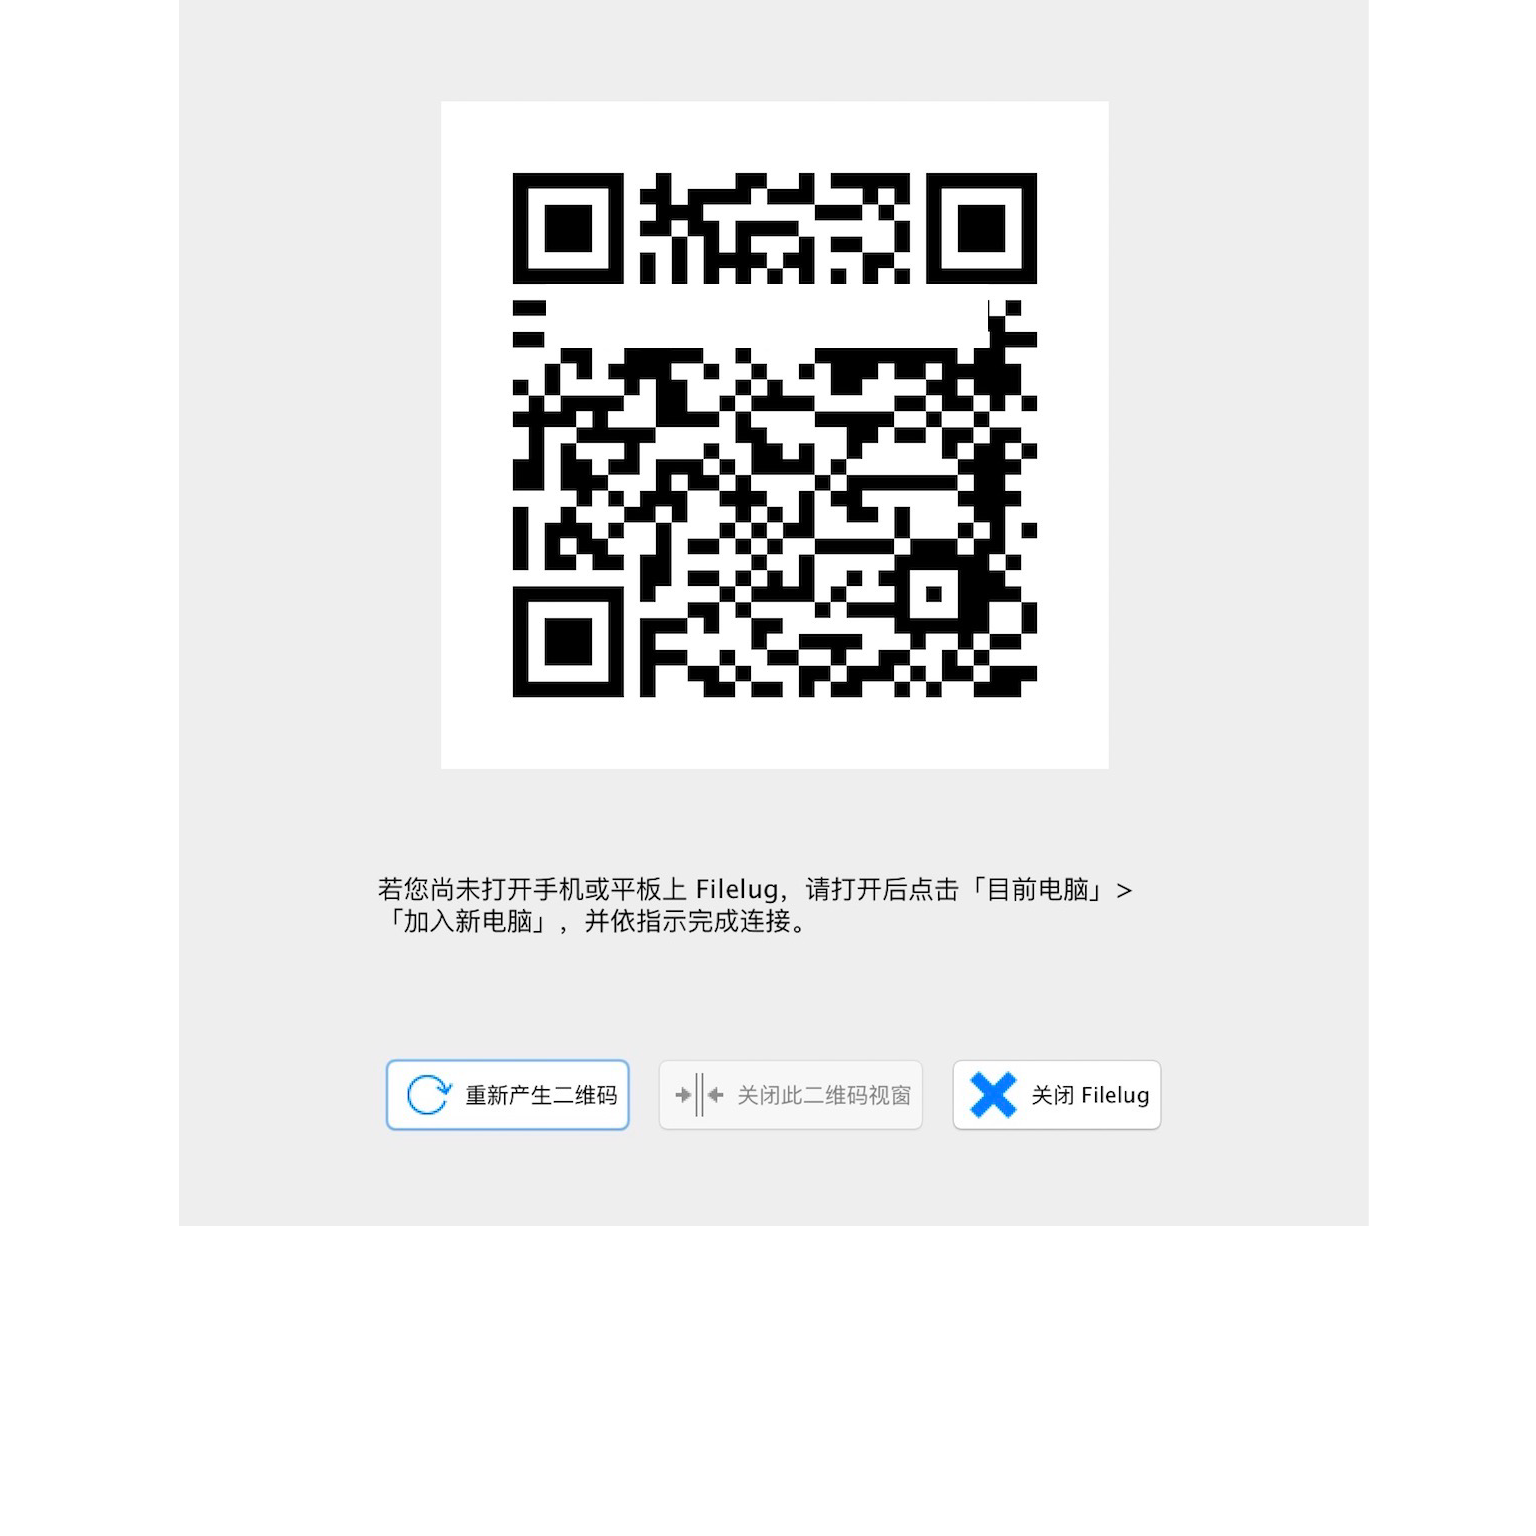 若您尚未打开手机或平板上 Filelug，请打开后点击「目前电脑」>
「加入新电脑」，并依指示完成连接。
重新产生二维码
关闭此二维码视窗
关闭 Filelug